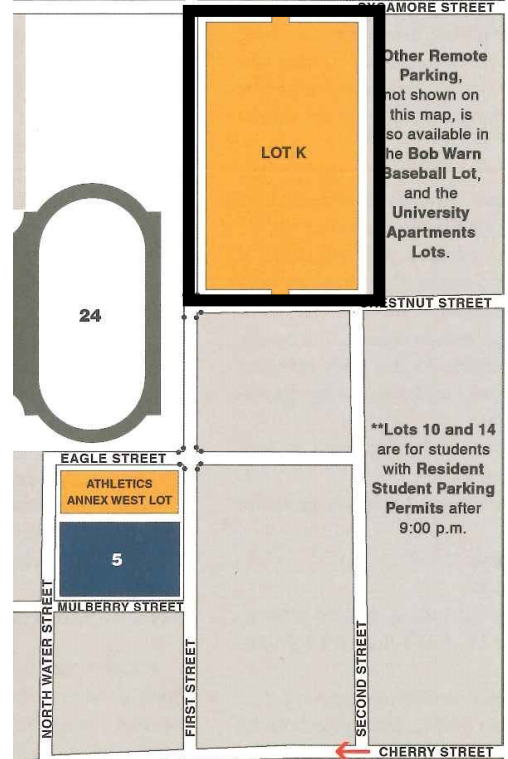 SYCAMORE STREET
Other Remote
Parking,
not shown on
this map, is
so available in
he Bob Warn
Baseball Lot,
and the
University
Apartments
Lots.
LOT K
ESTNUT STREET
24
**Lots 10 and 14
are for students
with Resident
Student Parking
Permits after
9:00 p.m.
EAGLE STREET
ATHLETICS
ANNEX WEST LOT
5
MULBERRY STREET
NORTH WATER STREET
FIRST STREET
SECOND STREET
CHERRY STREET